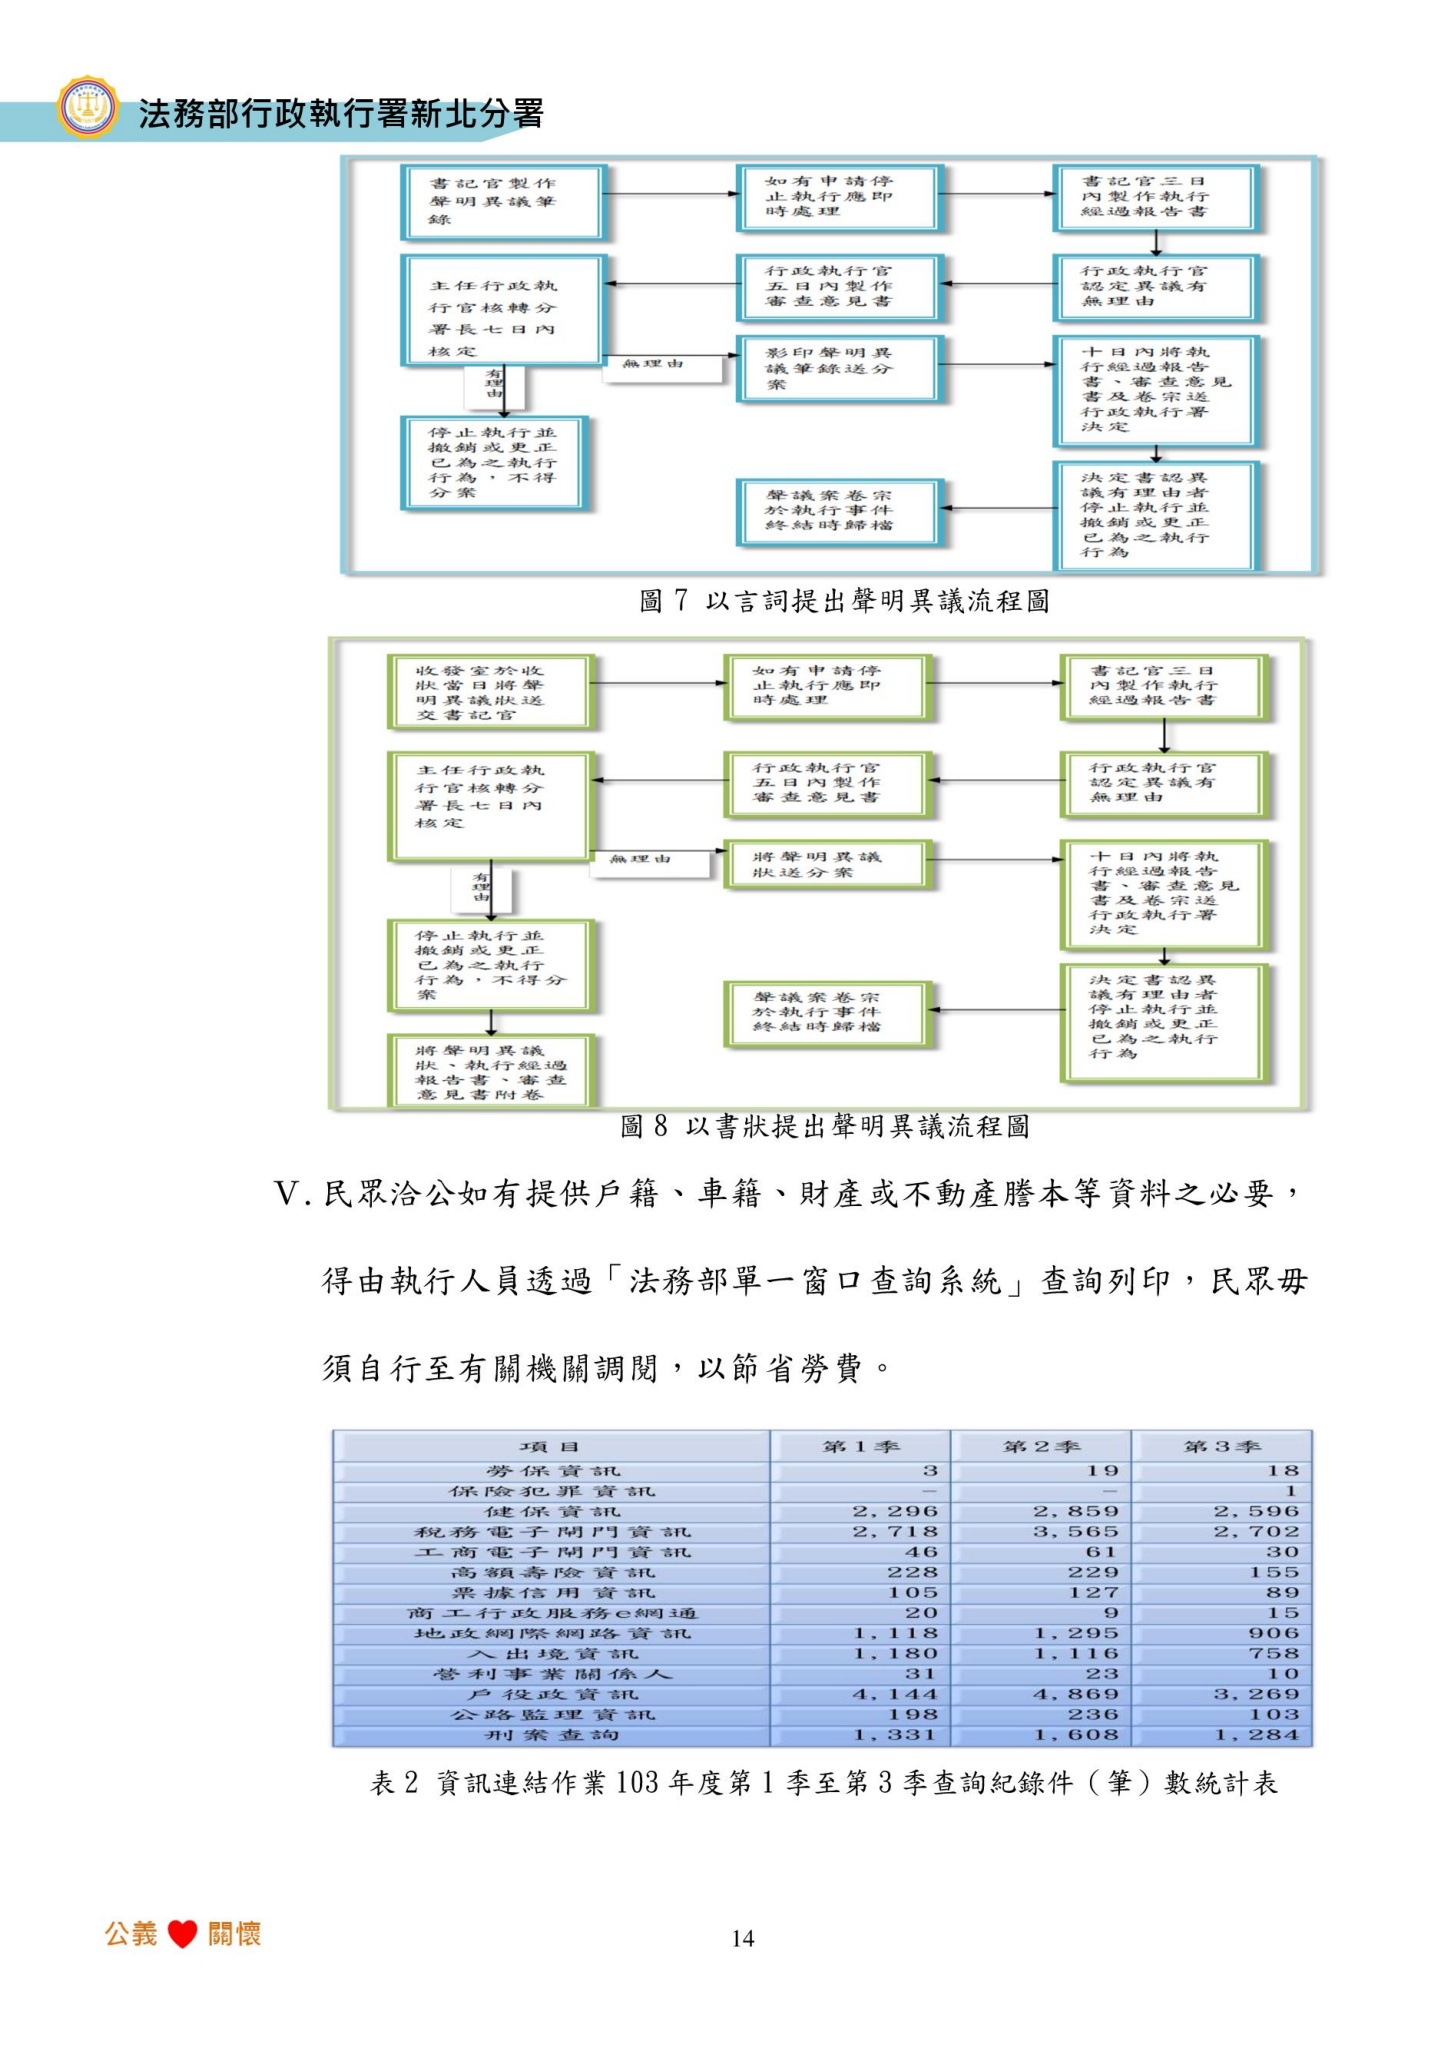 法務部行政執行署新北分署
書記官製作
聲明異議筆
錄
如有申請停
止執行應即
時處理
書記官三日
內製作執行
經過報告書
主任行政執
行官核轉分
署長七日內
核定
行政執行官
五日內製作
審查意見書
行政執行官
認定異議有
無理由
無理由
有
理
由
影印聲明異
議筆錄送分
案
十日內將執
行經過報告
書、審查意見
書及卷宗送
行政執行署
決定
停止執行並
撤銷或更正
已為之執行
行為,不得
分案
聲議案卷宗
於執行事件
終結時歸檔
決定書認異
議有理由者
停止執行並
撤銷或更正
已為之執行
行為
圖 7 以言詞提出聲明異議流程圖
收發室於收
狀當日將聲
明異議狀送
交書記官
如有申請停
止執行應即
時處理
書記官三日
內製作執行
經過報告書
主任行政執
行官核轉分
署長七日內
核定
行政執行官
五日內製作
審查意見書
行政執行官
認定異議有
無理由
無理由
有
理
由
將聲明異議
狀送分案
十日內將執
行經過報告
書、審查意見
書及卷宗送
行政執行署
決定
停止執行並
撤銷或更正
已為之執行
行為,不得分
案
聲議案卷宗
於執行事件
終結時歸檔
決定書認異
議有理由者
停止執行並
撤銷或更正
已為之執行
行為
將聲明異議
狀、執行經過
報告書、審查
意見書附卷
圖 8 以書狀提出聲明異議流程圖
V. 民眾洽公如有提供戶籍、車籍、財產或不動產謄本等資料之必要,
得由執行人員透過「法務部單一窗口查詢系統」查詢列印,民眾毋
須自行至有關機關調閱,以節省勞費。
項目 第1季 第2季 第3季
勞保資訊 3 19 18
保險犯罪資訊 － － 1
健保資訊 2,296 2,859 2,596
稅務電子閘門資訊 2,718 3,565 2,702
工商電子閘門資訊 46 61 30
高額壽險資訊 228 229 155
票據信用資訊 105 127 89
商工行政服務e網通 20 9 15
地政網際網路資訊 1,118 1,295 906
入出境資訊 1,180 1,116 758
營利事業關係人 31 23 10
戶役政資訊 4,144 4,869 3,269
公路監理資訊 198 236 103
刑案查詢 1,331 1,608 1,284
表 2 資訊連結作業 103 年度第 1 季至第 3 季查詢紀錄件（筆）數統計表
公義 ♥ 關懷
14